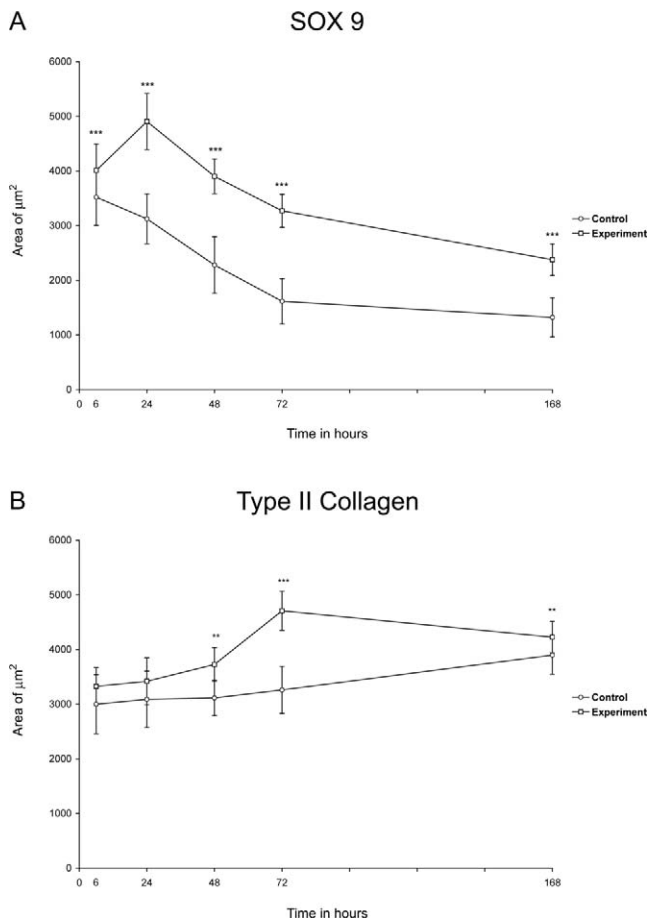 A
SOX 9
***
6000
***
5000
***
***
4000
***
3000
Area of μm²
Control
***
Experiment
2000
1000
0
0 6 24 48 72 168
Time in hours
B
Type II Collagen
6000
***
5000
**
**
4000
Area of μm²
3000
Control
Experiment
2000
1000
0
0 6 24 48 72 168
Time in hours